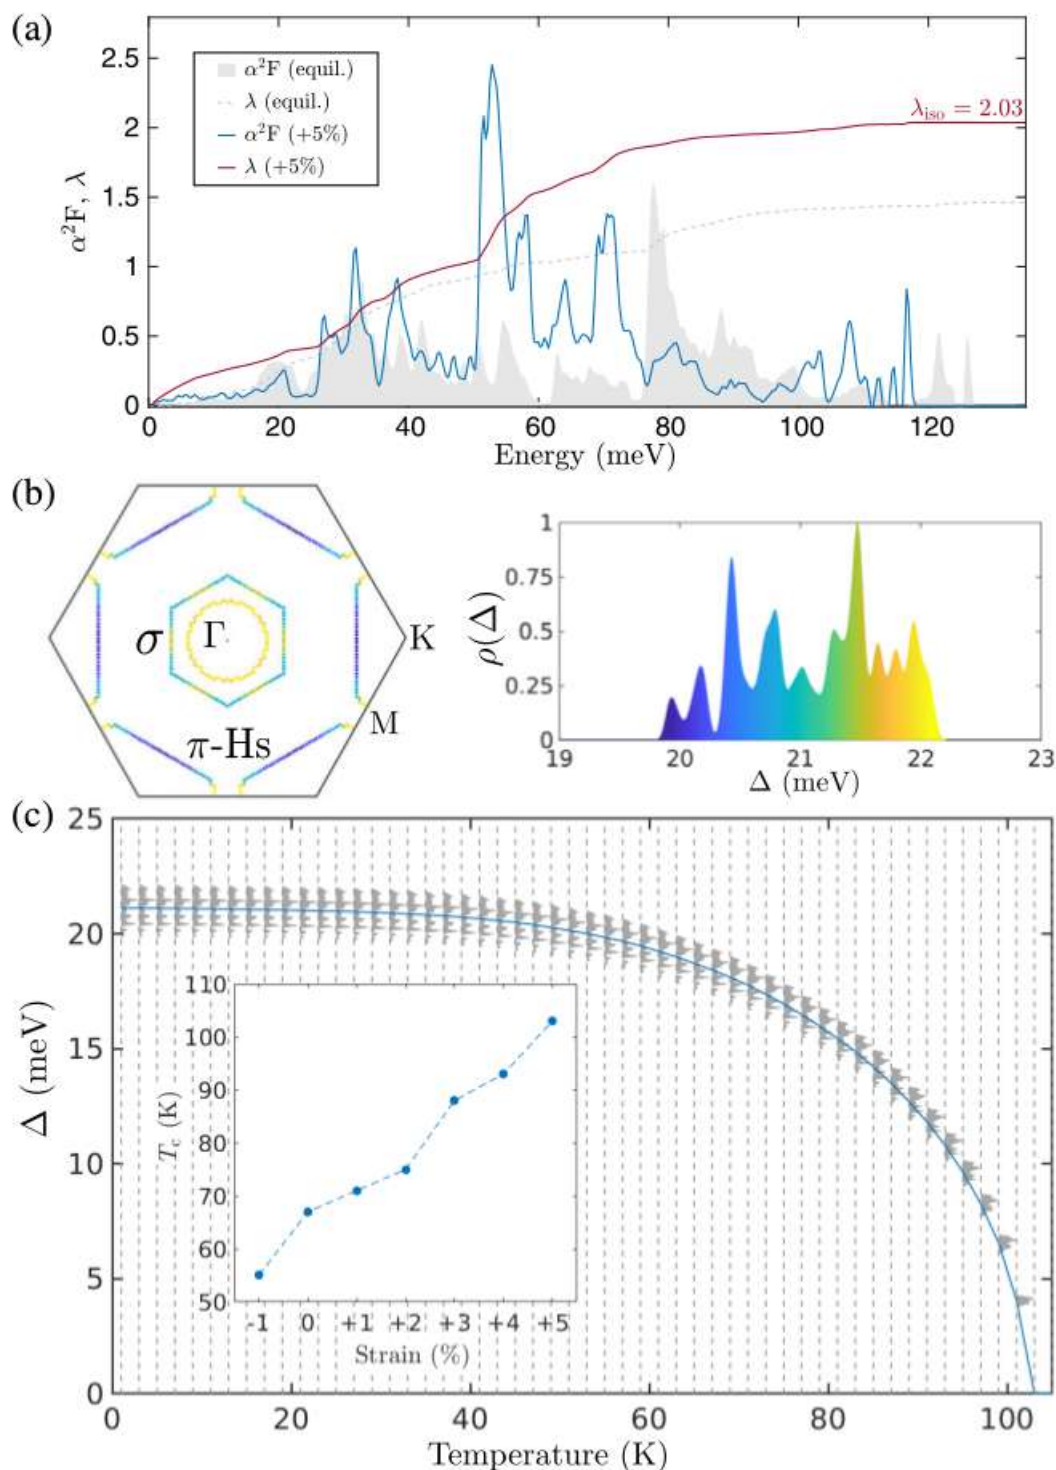 (a)
α²F, λ
2.5
2
1.5
1
0.5
0
α²F (equil.)
λ (equil.)
α²F (+5%)
λ (+5%)
λiso = 2.03
0 20 40 60 80 100 120
Energy (meV)
(b)
σ Γ K
M
π-Hs
ρ(Δ)
1
0.75
0.5
0.25
0
19 20 21 22 23
Δ (meV)
(c)
Δ (meV)
25
20
15
10
5
0
Tc (K)
110
100
90
80
70
60
50
-1 0 +1 +2 +3 +4 +5
Strain (%)
0 20 40 60 80 100
Temperature (K)